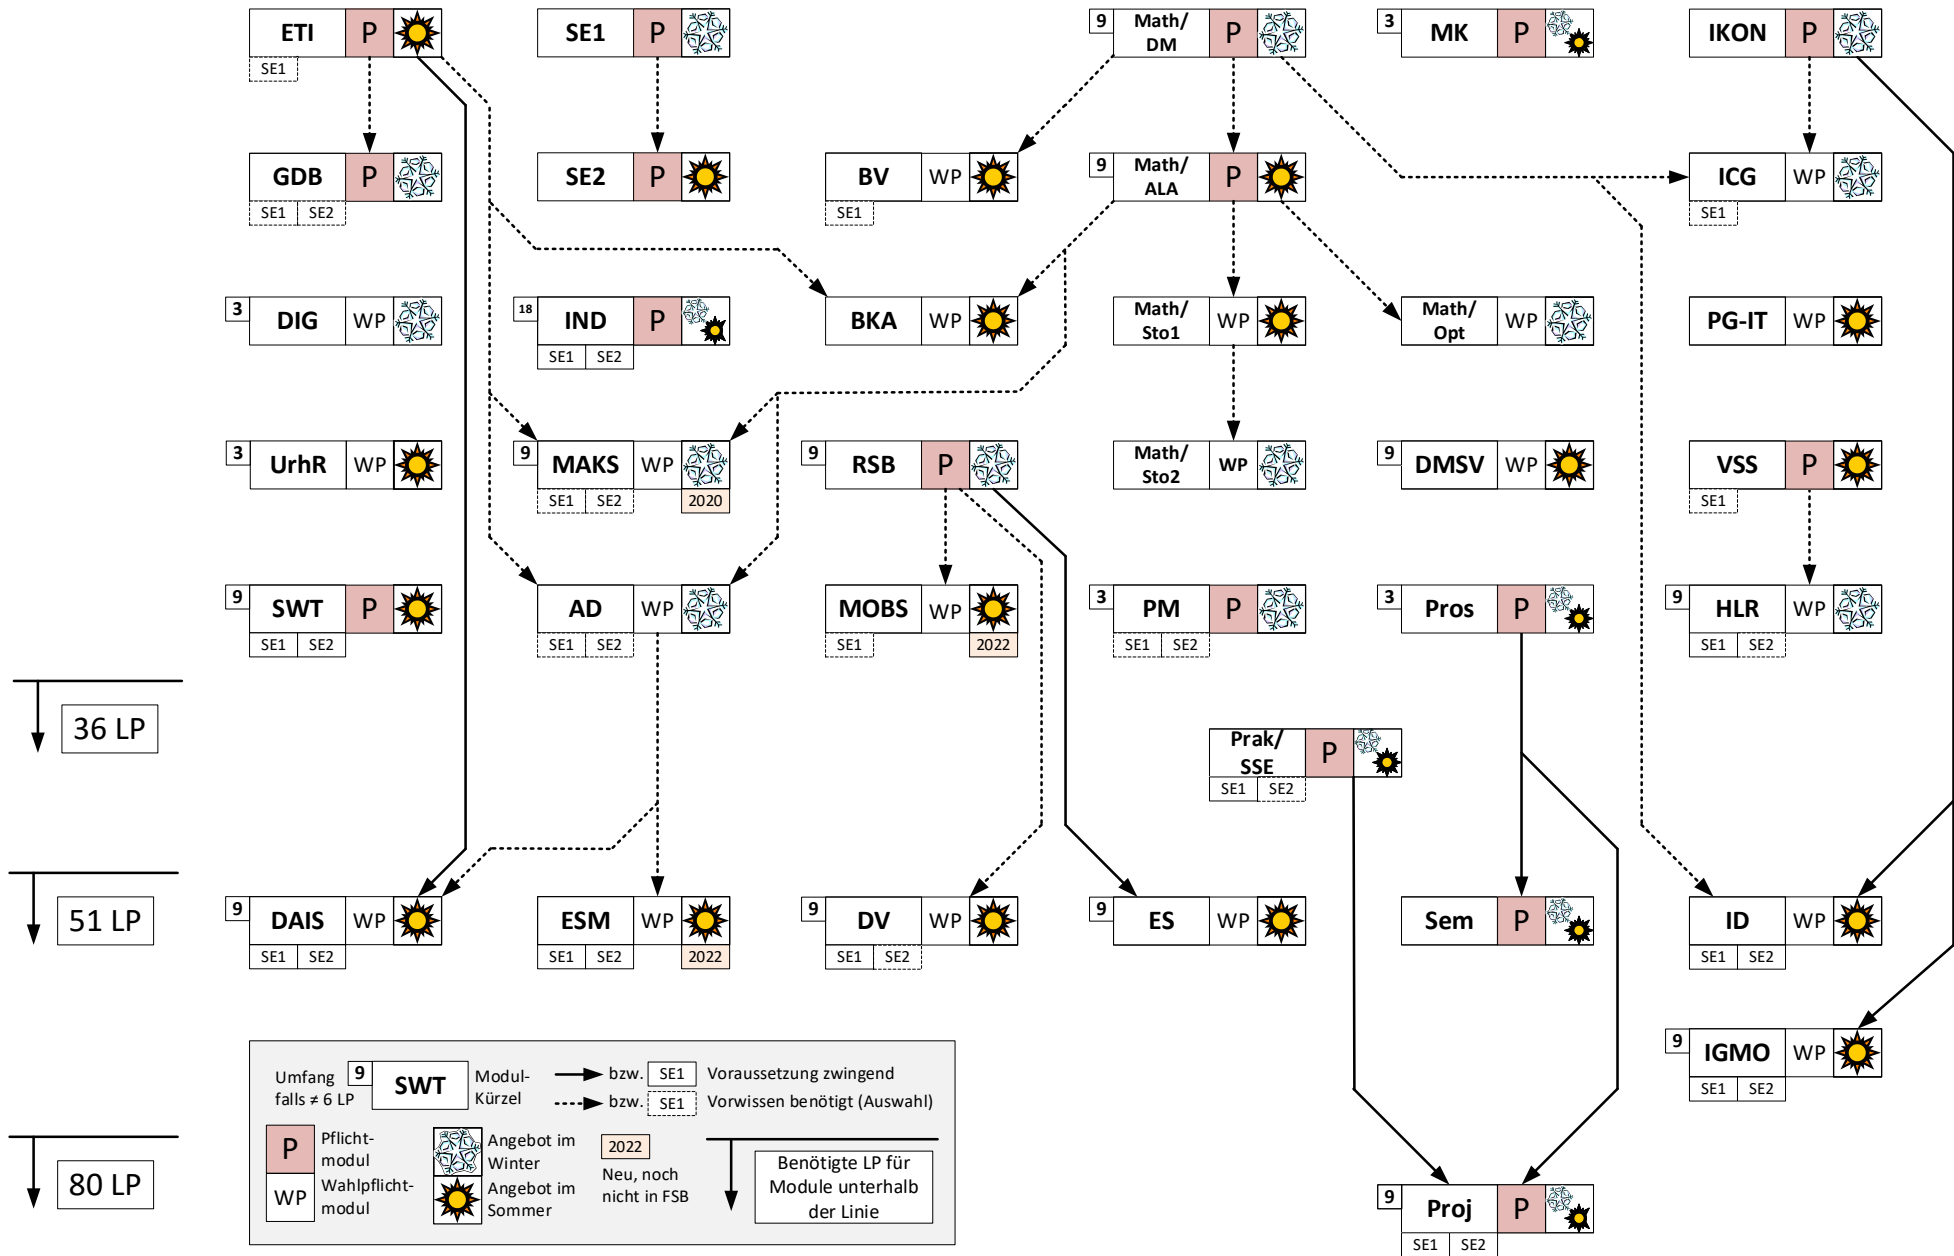 ETI P
SE1
SE1 P
9 Math/
DM P
3 MK P
IKON P
GDB P
SE1 SE2
SE2 P
BV WP
SE1
9 Math/
ALA P
ICG WP
SE1
3 DIG WP
18 IND P
SE1 SE2
BKA WP
Math/
Sto1 WP
Math/
Opt WP
PG-IT WP
3 UrhR WP
9 MAKS WP
SE1 SE2 2020
9 RSB P
Math/
Sto2 WP
9 DMSV WP
VSS P
SE1
9 SWT P
SE1 SE2
AD WP
SE1 SE2
MOBS WP
SE1 2022
3 PM P
SE1 SE2
3 Pros P
9 HLR WP
SE1 SE2
36 LP
Prak/
SSE P
SE1 SE2
51 LP
9 DAIS WP
SE1 SE2
ESM WP
SE1 SE2 2022
9 DV WP
SE1 SE2
9 ES WP
Sem P
ID WP
SE1 SE2
9 IGMO WP
SE1 SE2
80 LP
9 Proj P
SE1 SE2
Umfang
falls ≠ 6 LP
9 SWT
Modul-
Kürzel
bzw. SE1 Voraussetzung zwingend
bzw. SE1 Vorwissen benötigt (Auswahl)
P Pflicht-
modul
WP Wahlpflicht-
modul
Angebot im
Winter
Angebot im
Sommer
2022
Neu, noch
nicht in FSB
Benötigte LP für
Module unterhalb
der Linie